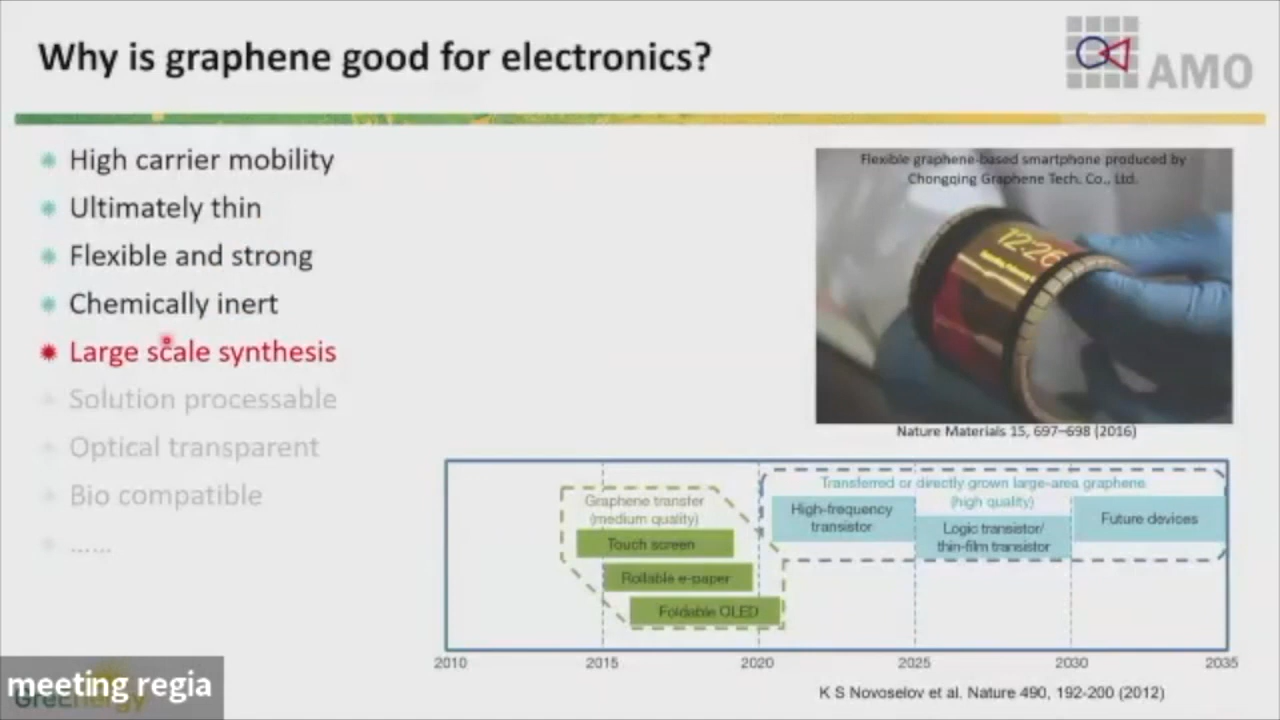 Why is graphene good for electronics?
AMO
High carrier mobility
Ultimately thin
Flexible and strong
Chemically inert
Large scale synthesis
Solution processable
Optical transparent
Bio compatible
......
Flexible graphene-based smartphone produced by
Chongqing Graphene Tech. Co., Ltd.
12:26
Nature Materials 15, 697–698 (2016)
Graphene transfer
(medium quality)
Touch screen
Rollable e-paper
Foldable OLED
Transferred or directly grown large-area graphene
(high quality)
High-frequency
transistor
Logic transistor/
thin-film transistor
Future devices
2010 2015 2020 2025 2030 2035
K S Novoselov et al. Nature 490, 192-200 (2012)
meeting regia
GreEnergy